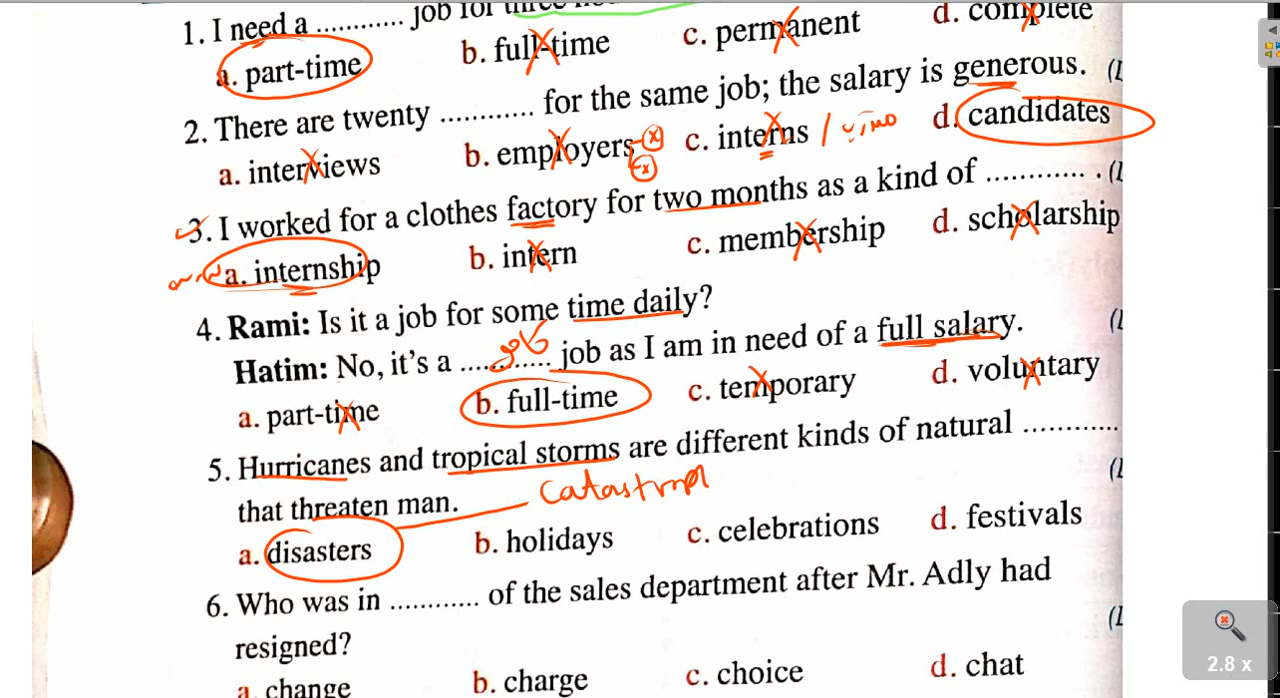 1. I need a ............ job for three
a. part-time b. full-time c. permanent d. complete
2. There are twenty ............ for the same job; the salary is generous. (I
a. interviews b. employers c. interns d. candidates
3. I worked for a clothes factory for two months as a kind of ............ . (I
a. internship b. intern c. membership d. scholarship
4. Rami: Is it a job for some time daily?
Hatim: No, it's a ............ job as I am in need of a full salary. (I
a. part-time b. full-time c. temporary d. voluntary
5. Hurricanes and tropical storms are different kinds of natural ............
that threaten man. (I
a. disasters b. holidays c. celebrations d. festivals
6. Who was in ............ of the sales department after Mr. Adly had
resigned? (I
a. change b. charge c. choice d. chat
2.8 x